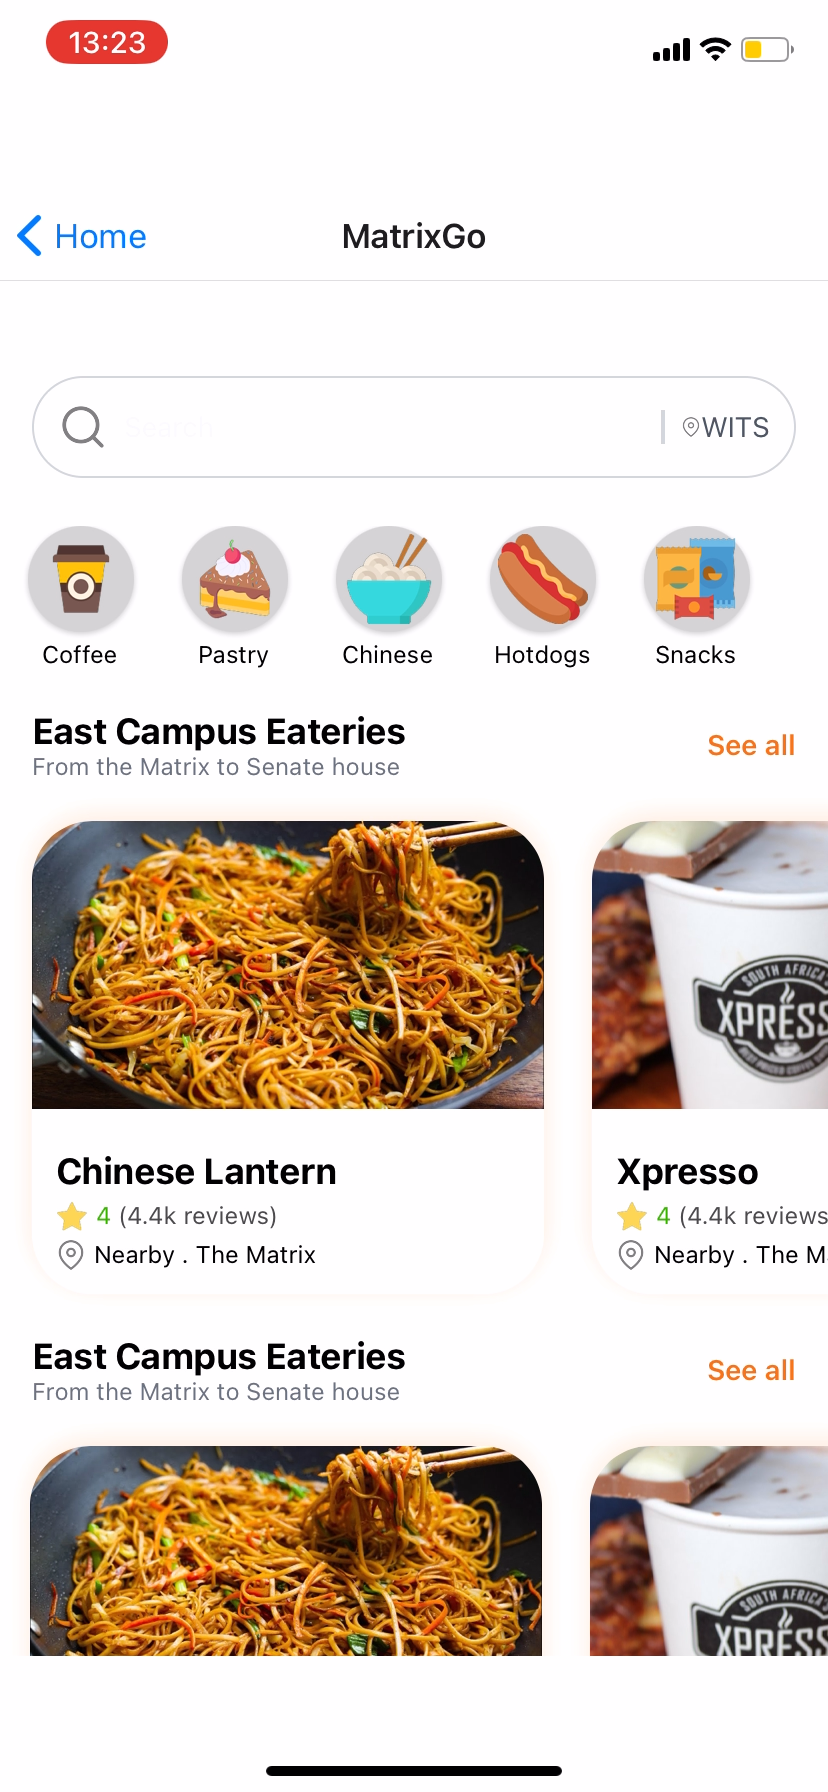 13:23
Home
MatrixGo
Search
WITS
Coffee
Pastry
Chinese
Hotdogs
Snacks
East Campus Eateries
See all
From the Matrix to Senate house
SOUTH AFRICA'S
XPRESS
Chinese Lantern
Xpresso
4 (4.4k reviews)
4 (4.4k reviews
Nearby . The Matrix
Nearby . The Ma
East Campus Eateries
See all
From the Matrix to Senate house
SOUTH AFRICA'S
XPRESS